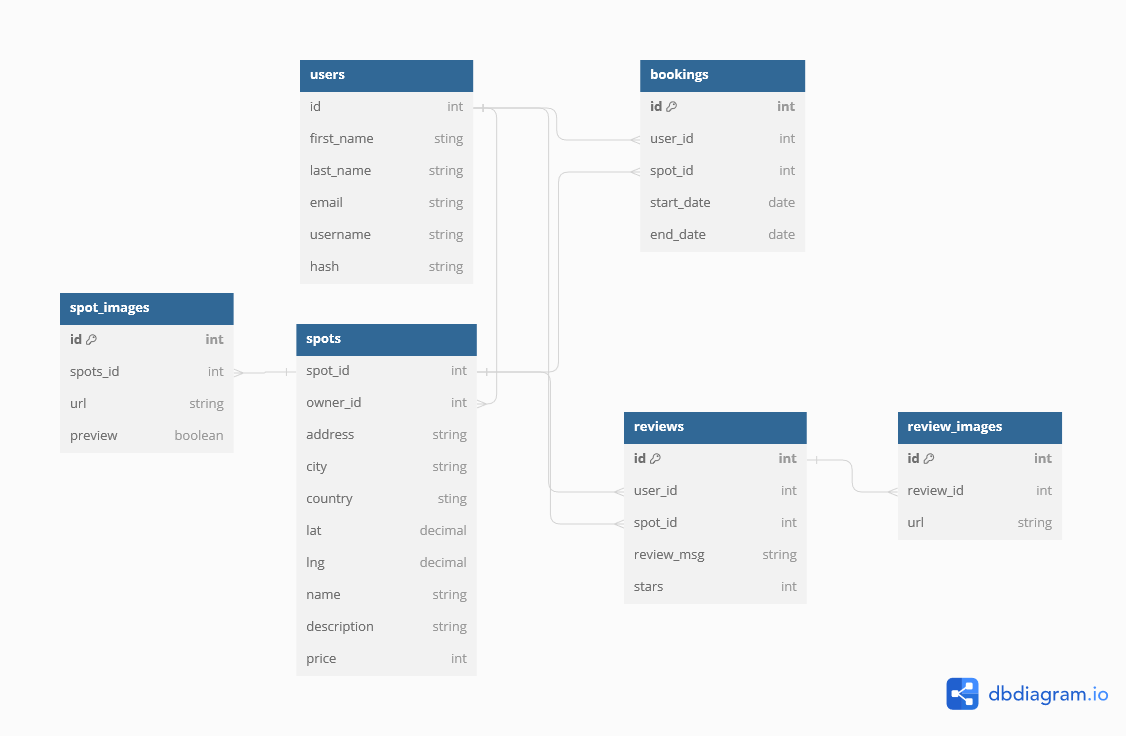 users
id int
first_name sting
last_name string
email string
username string
hash string
bookings
id int
user_id int
spot_id int
start_date date
end_date date
spot_images
id int
spots_id int
url string
preview boolean
spots
spot_id int
owner_id int
address string
city string
country sting
lat decimal
lng decimal
name string
description string
price int
reviews
id int
user_id int
spot_id int
review_msg string
stars int
review_images
id int
review_id int
url string
dbdiagram.io